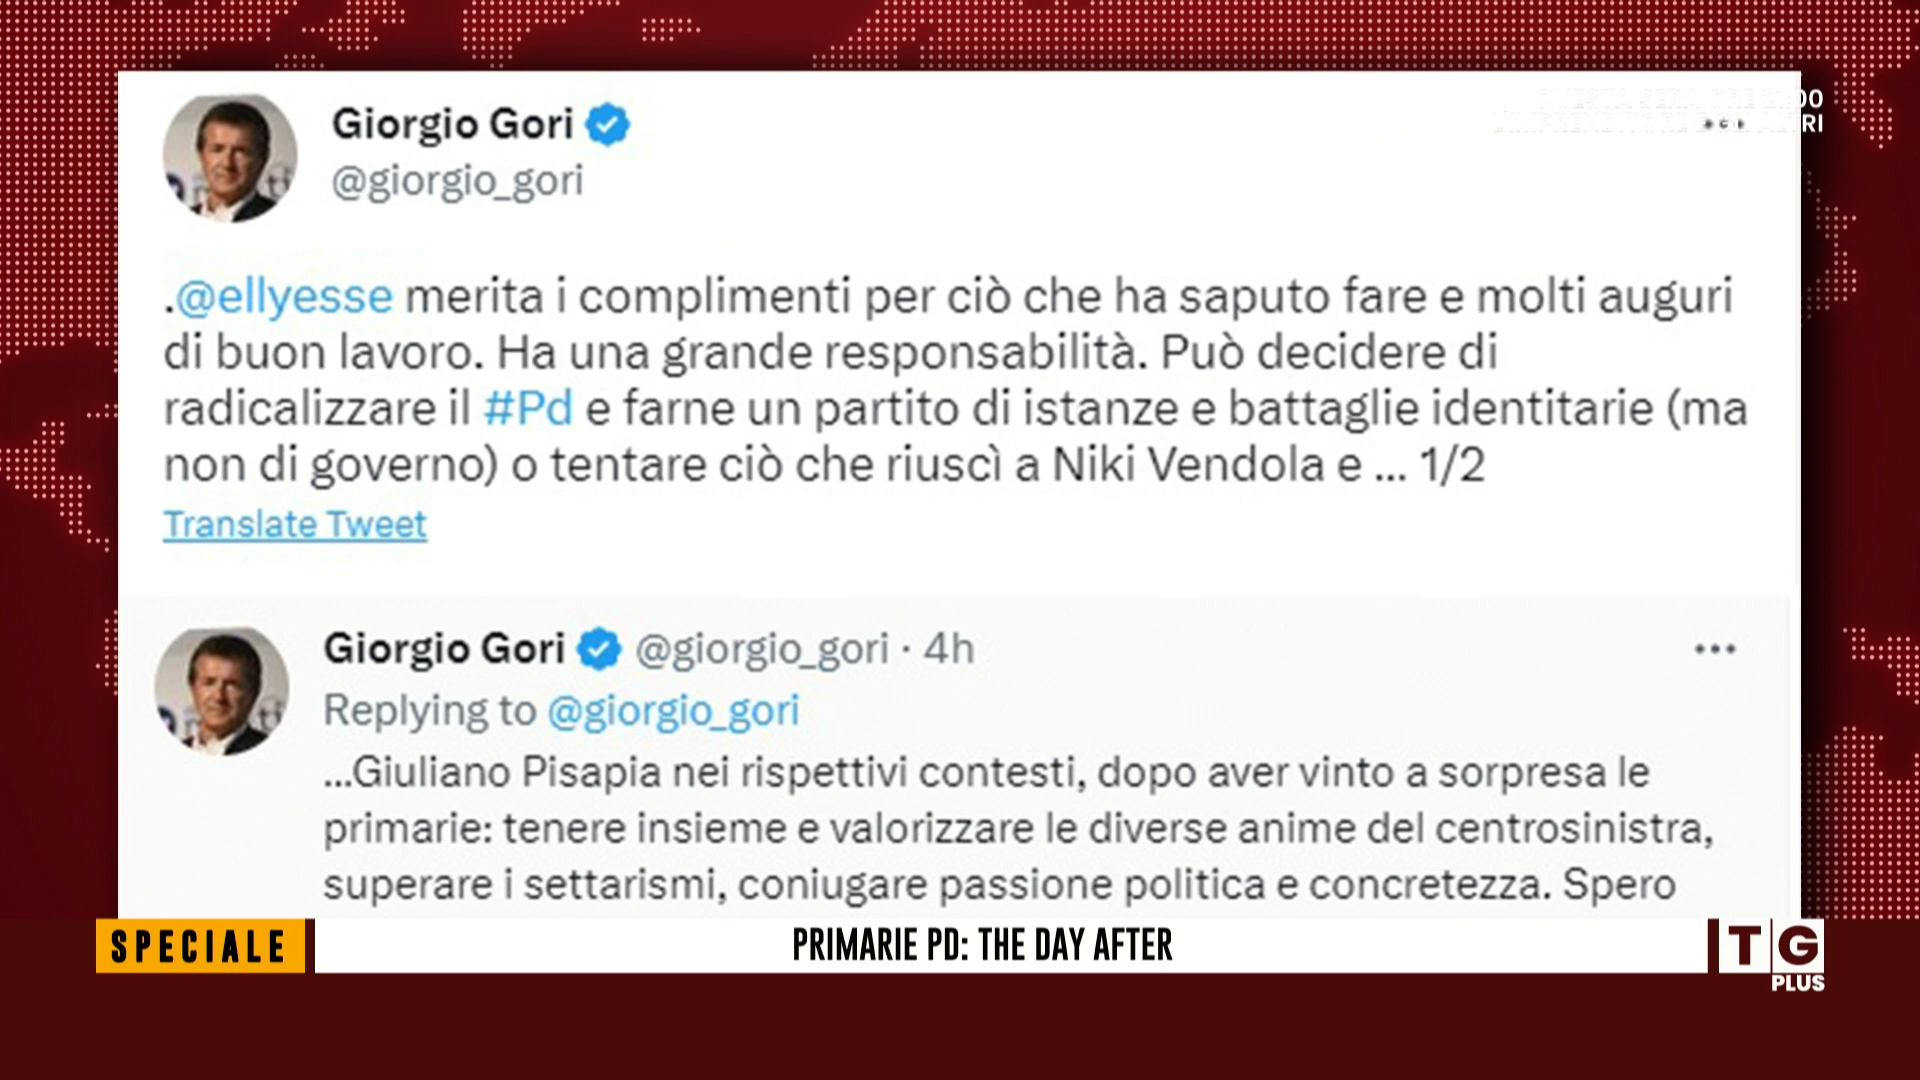 Giorgio Gori
@giorgio_gori
.@ellyesse merita i complimenti per ciò che ha saputo fare e molti auguri
di buon lavoro. Ha una grande responsabilità. Può decidere di
radicalizzare il #Pd e farne un partito di istanze e battaglie identitarie (ma
non di governo) o tentare ciò che riuscì a Niki Vendola e ... 1/2
Translate Tweet
Giorgio Gori @giorgio_gori · 4h
Replying to @giorgio_gori
...Giuliano Pisapia nei rispettivi contesti, dopo aver vinto a sorpresa le
primarie: tenere insieme e valorizzare le diverse anime del centrosinistra,
superare i settarismi, coniugare passione politica e concretezza. Spero
SPECIALE
PRIMARIE PD: THE DAY AFTER
TG
PLUS